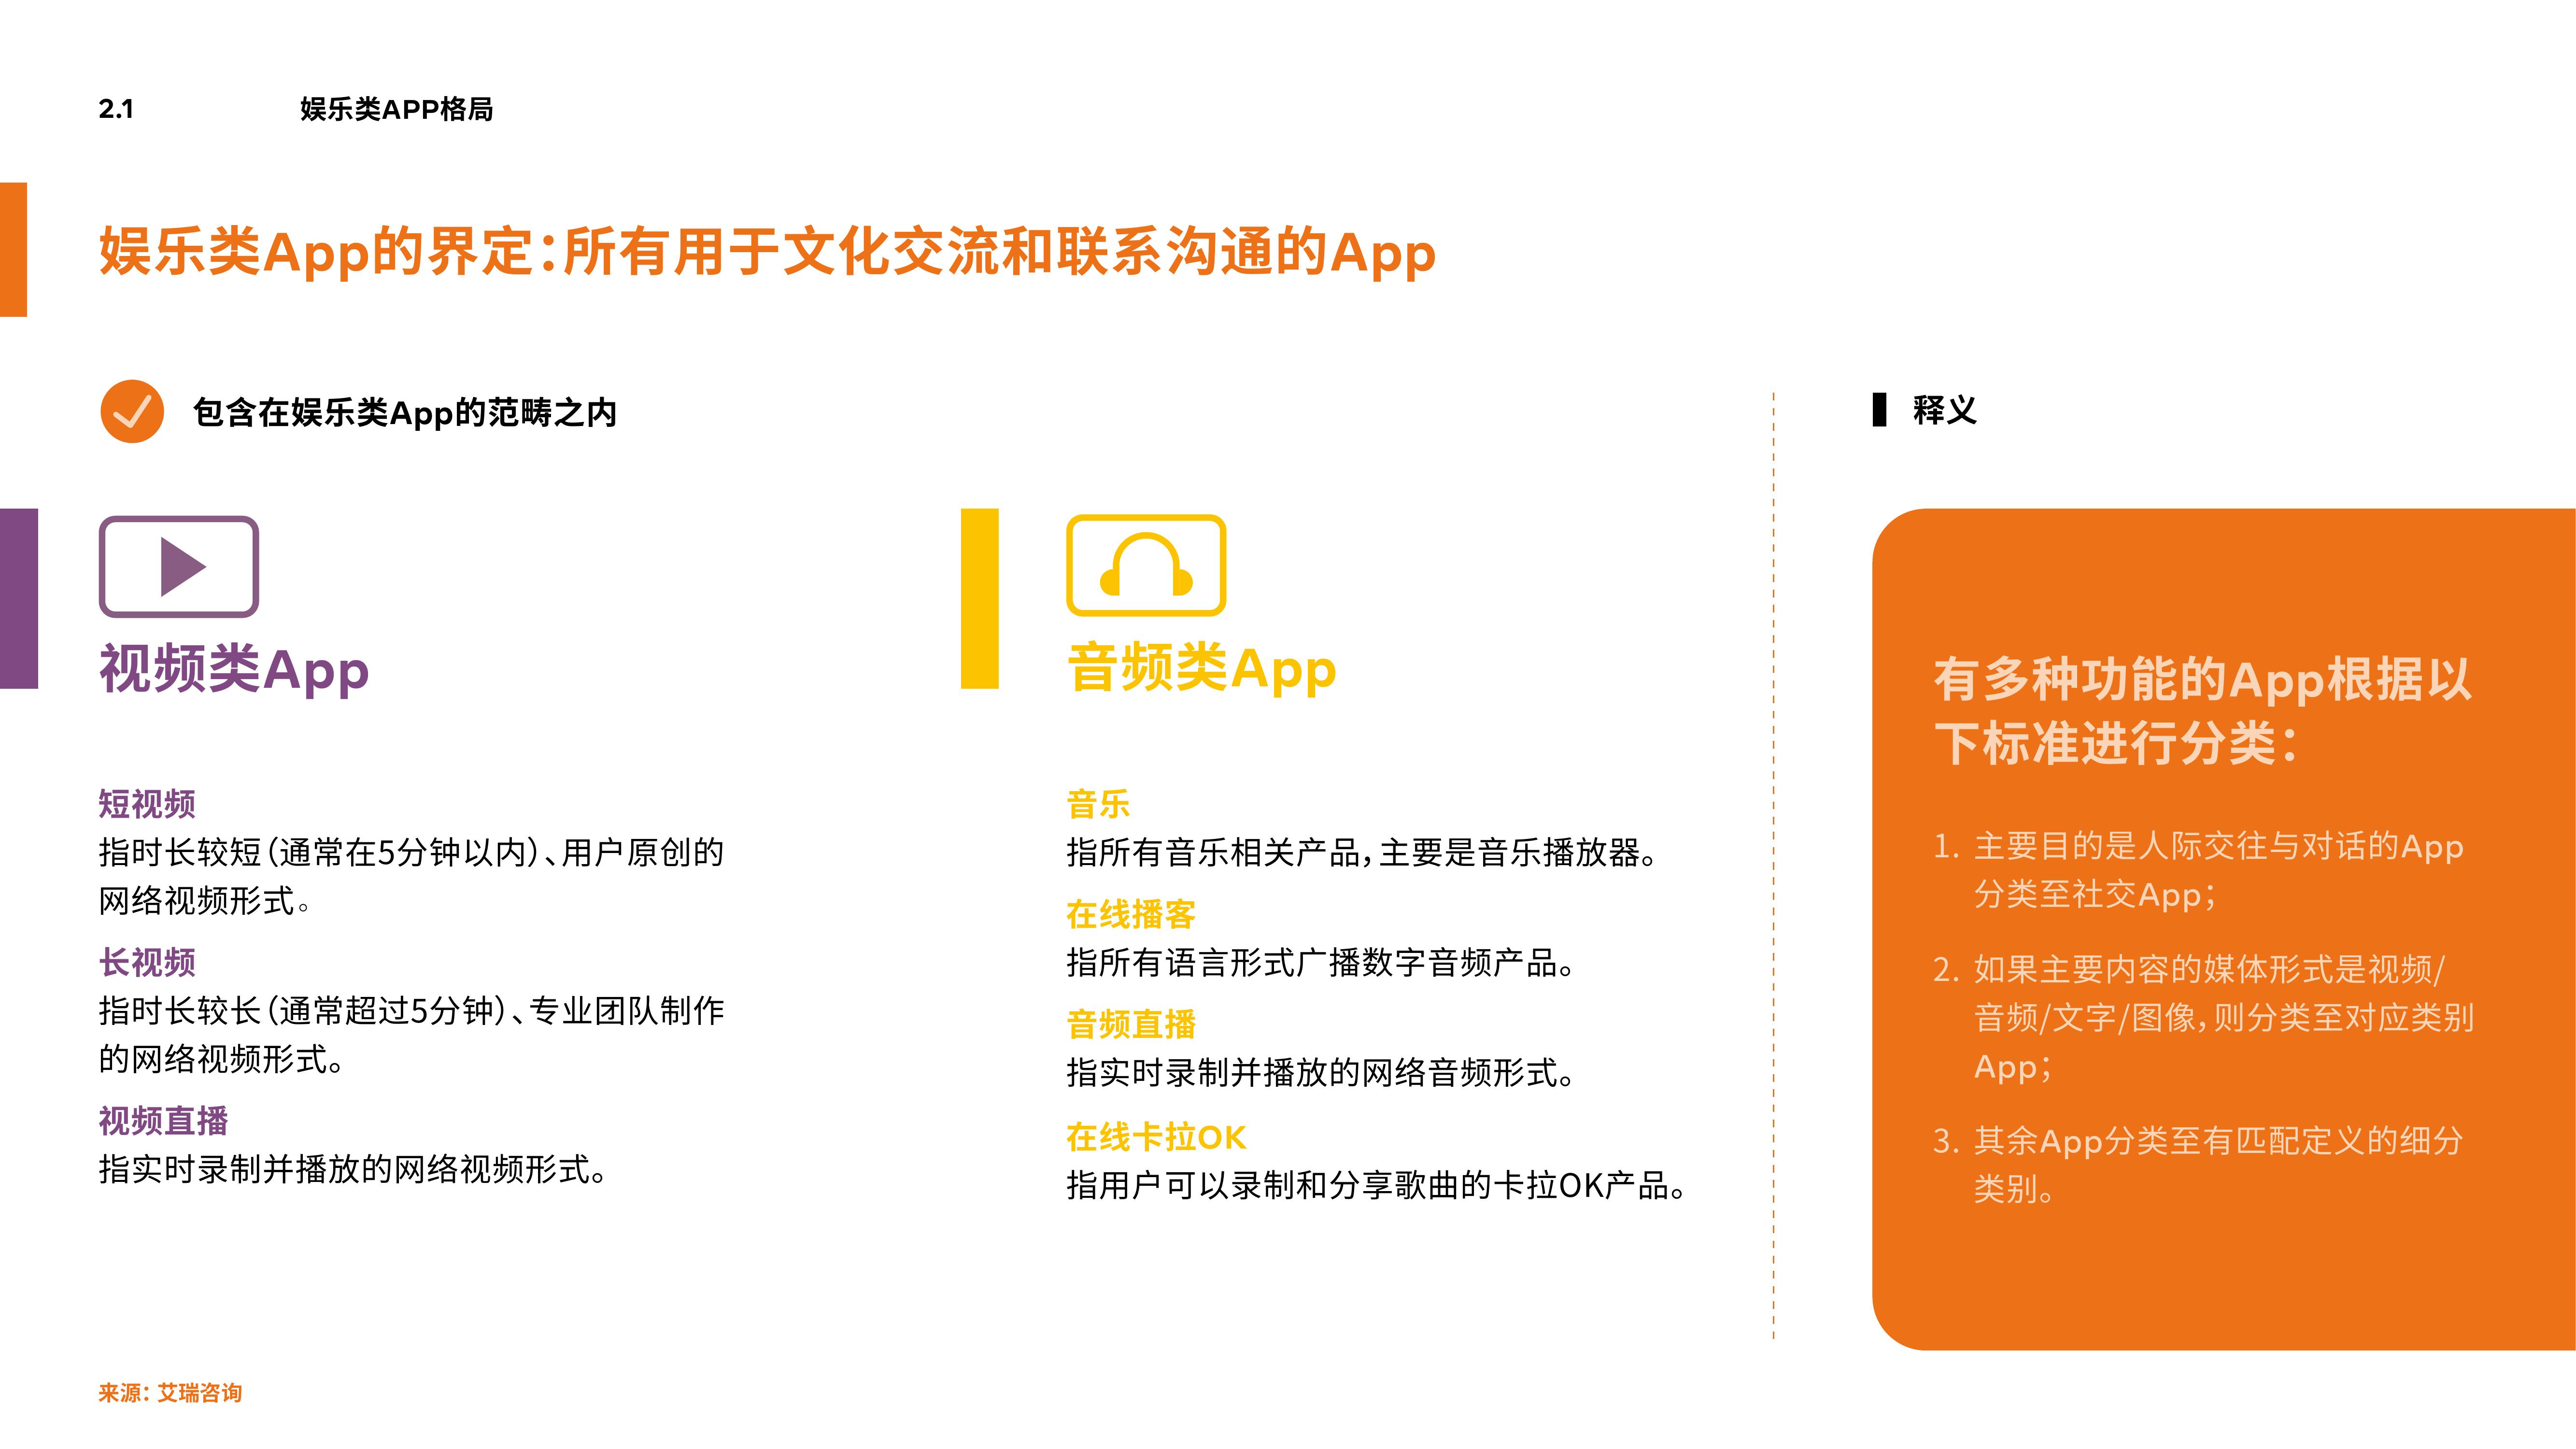 2.1
娱乐类APP格局
娱乐类App的界定：所有用于文化交流和联系沟通的App
包含在娱乐类App的范畴之内
视频类App
短视频
指时长较短（通常在5分钟以内）、用户原创的
网络视频形式。
长视频
指时长较长（通常超过5分钟）、专业团队制作
的网络视频形式。
视频直播
指实时录制并播放的网络视频形式。
音频类App
音乐
指所有音乐相关产品，主要是音乐播放器。
在线播客
指所有语言形式广播数字音频产品。
音频直播
指实时录制并播放的网络音频形式。
在线卡拉OK
指用户可以录制和分享歌曲的卡拉OK产品。
释义
有多种功能的App根据以
下标准进行分类：
1. 主要目的是人际交往与对话的App
分类至社交App；
2. 如果主要内容的媒体形式是视频/
音频/文字/图像，则分类至对应类别
App；
3. 其余App分类至有匹配定义的细分
类别。
来源：艾瑞咨询